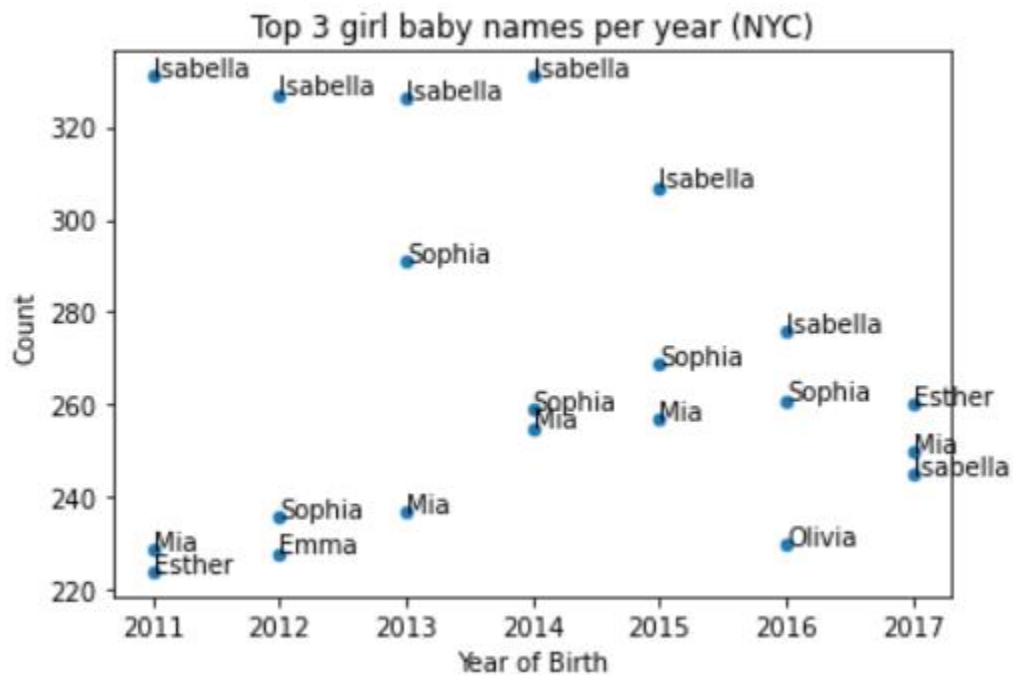 Top 3 girl baby names per year (NYC)
Isabella
Isabella
Isabella
Isabella
320
Isabella
300
Sophia
280
Isabella
Sophia
Sophia
Esther
260
Sophia
Mia
Mia
Mia
Isabella
240
Sophia
Mia
Olivia
Mia
Emma
Esther
220
2011 2012 2013 2014 2015 2016 2017
Count
Year of Birth